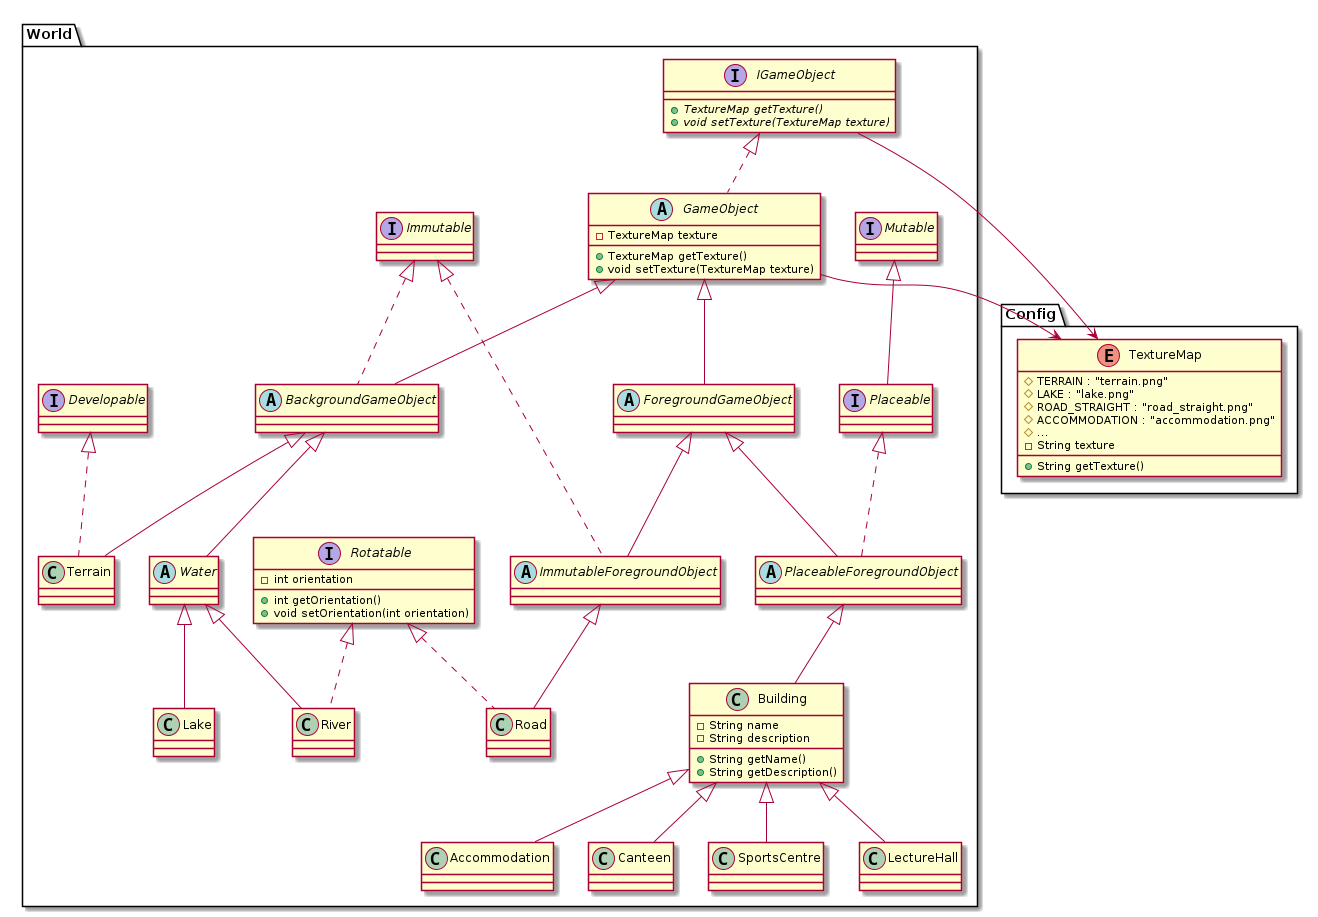 World
I IGameObject
TextureMap getTexture()
void setTexture(TextureMap texture)
I Immutable
A GameObject
TextureMap texture
TextureMap getTexture()
void setTexture(TextureMap texture)
I Mutable
Config
E TextureMap
TERRAIN : "terrain.png"
LAKE : "lake.png"
ROAD_STRAIGHT : "road_straight.png"
ACCOMMODATION : "accommodation.png"
...
String texture
String getTexture()
I Developable
A BackgroundGameObject
A ForegroundGameObject
I Placeable
C Terrain
A Water
I Rotatable
int orientation
int getOrientation()
void setOrientation(int orientation)
A ImmutableForegroundObject
A PlaceableForegroundObject
C Lake
C River
C Road
C Building
String name
String description
String getName()
String getDescription()
C Accommodation
C Canteen
C SportsCentre
C LectureHall